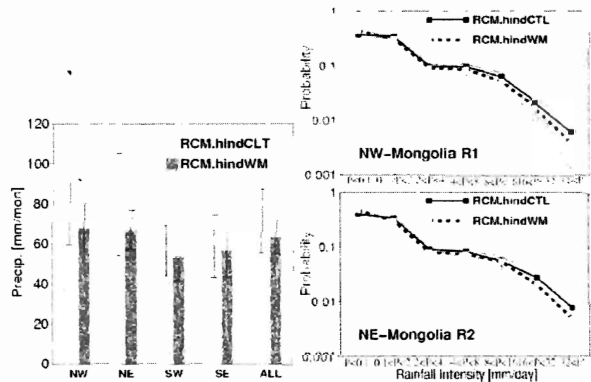 120
100
80
60
40
20
0
Precip. [mm/mon]
RCM.hindCLT
RCM.hindWM
NW NE SW SE ALL
1
0.1
0.01
0.001
Probability
RCM.hindCTL
RCM.hindWM
NW-Mongolia R1
1
0.1
0.01
0.001
Probability
RCM.hindCTL
RCM.hindWM
NE-Mongolia R2
Rainfall Intensity [mm/day]